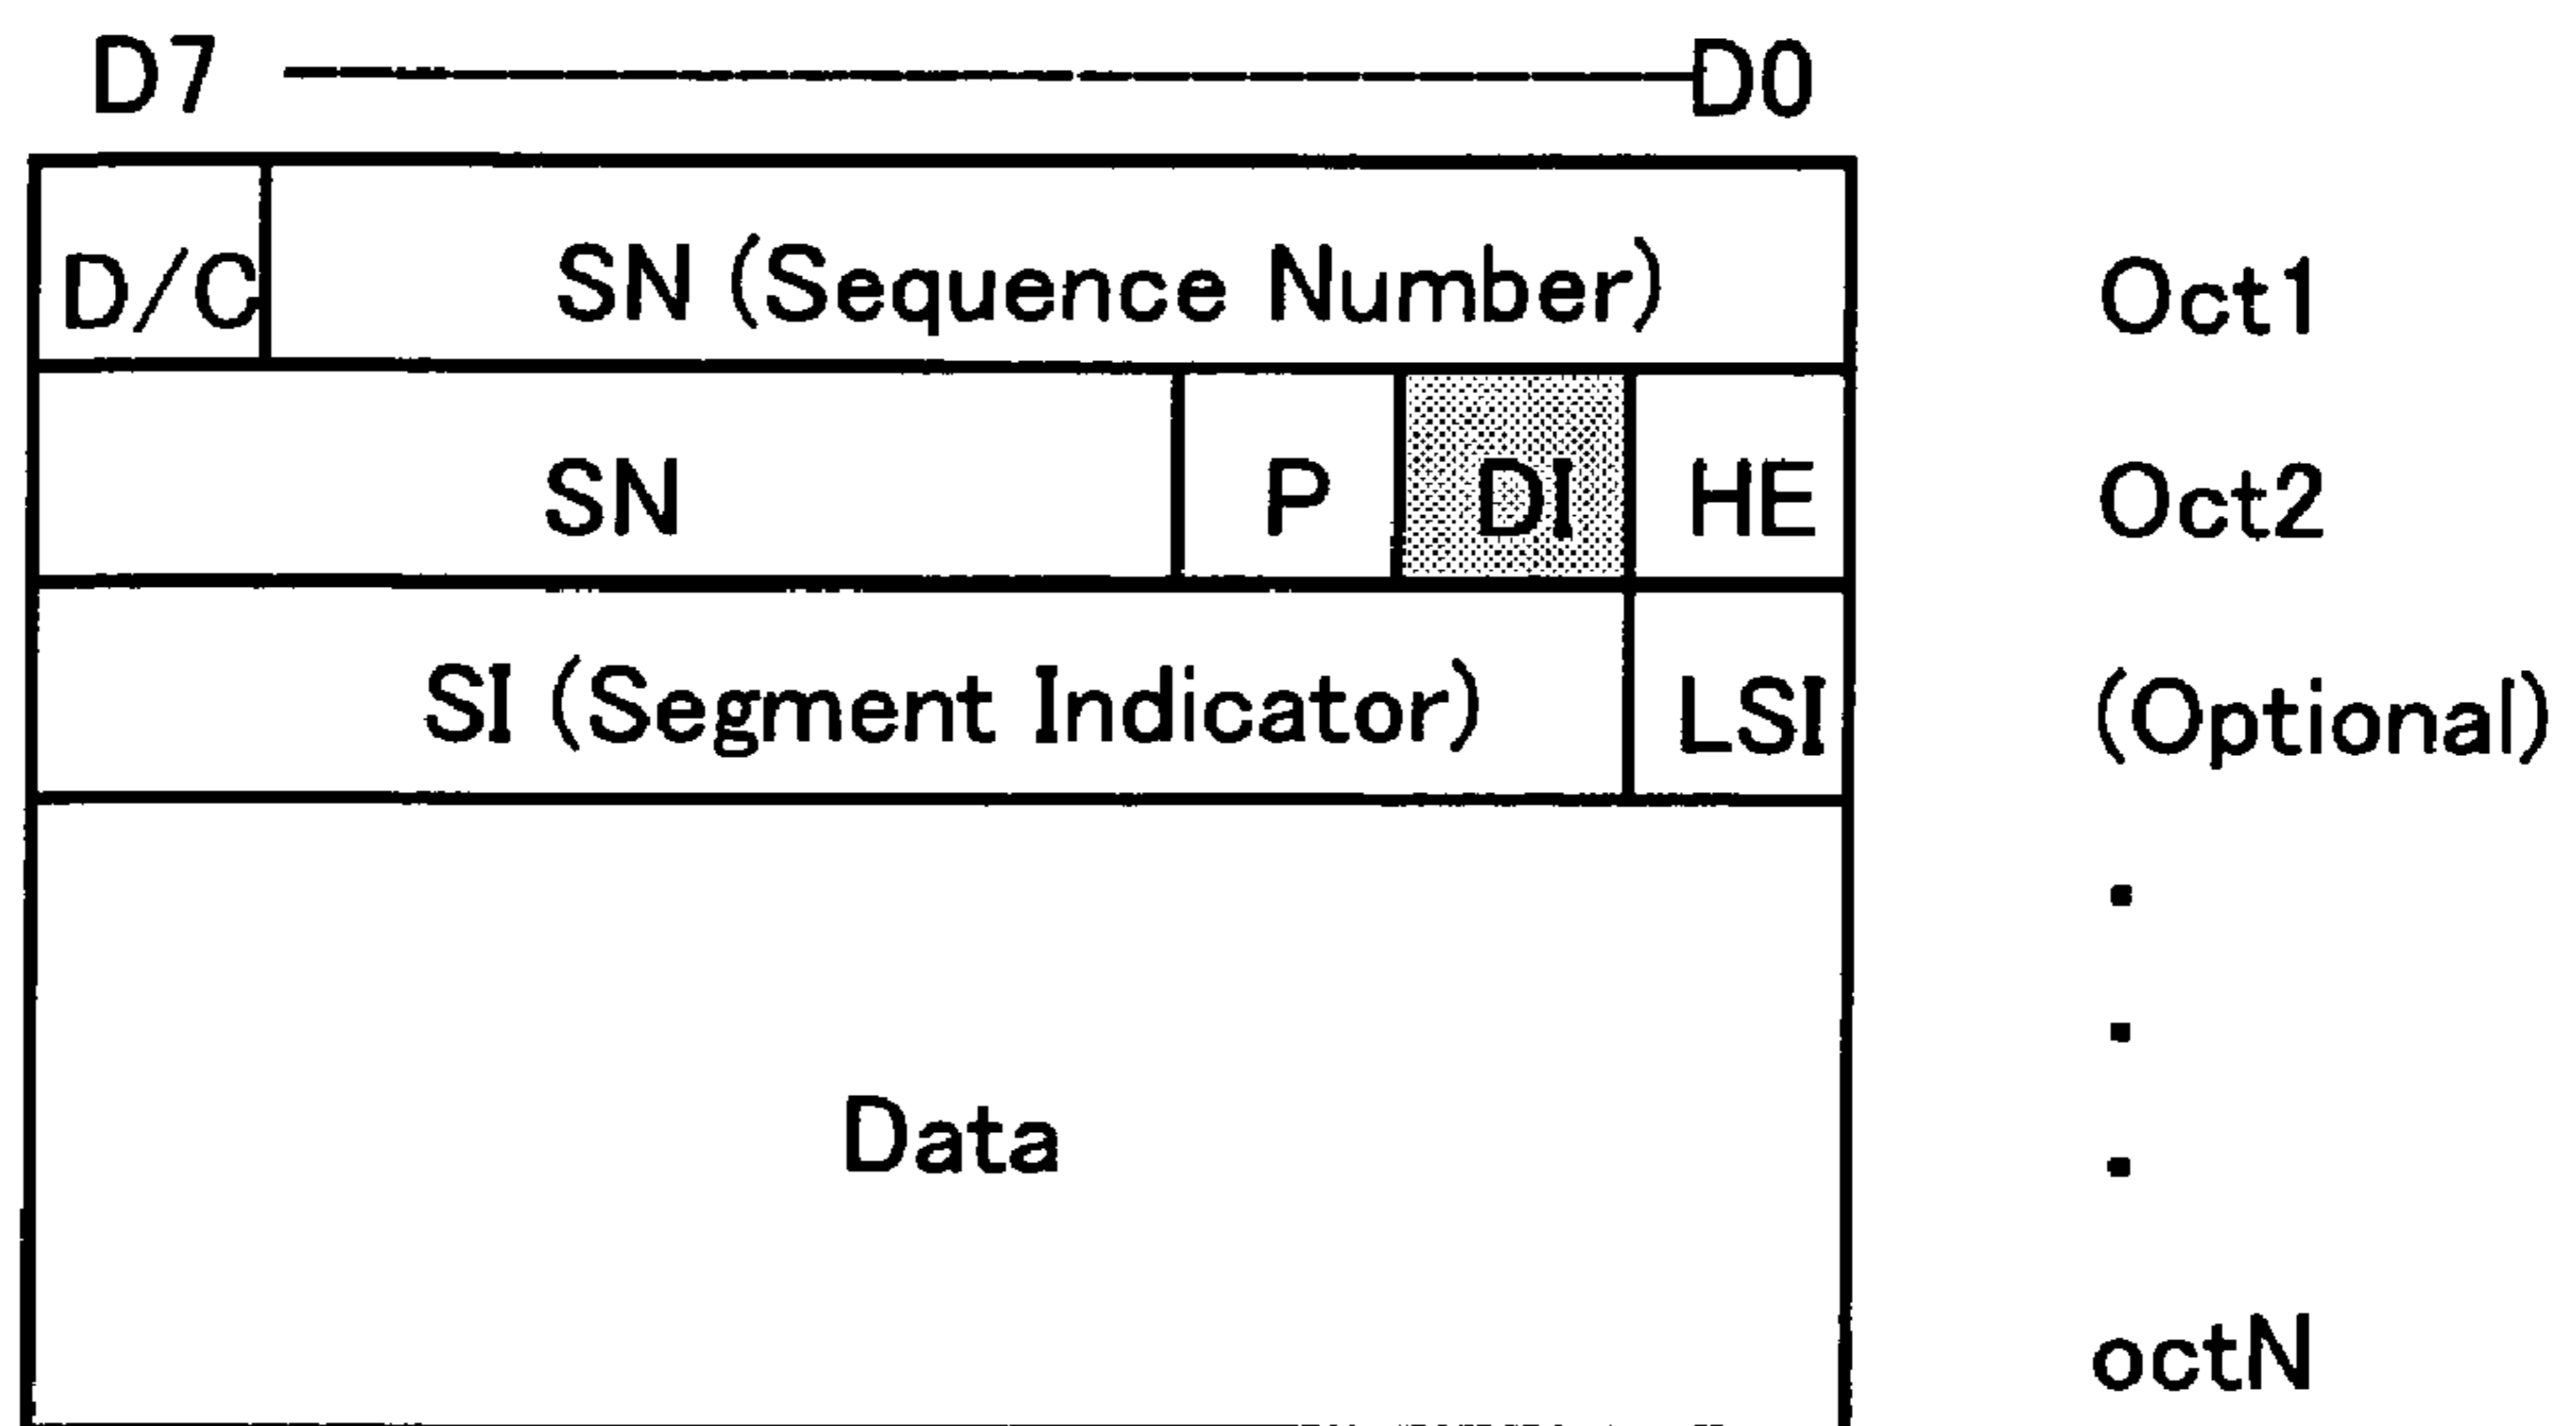 D7 D0
D/C SN (Sequence Number) Oct1
SN P DI HE Oct2
SI (Segment Indicator) LSI (Optional)
Data
octN